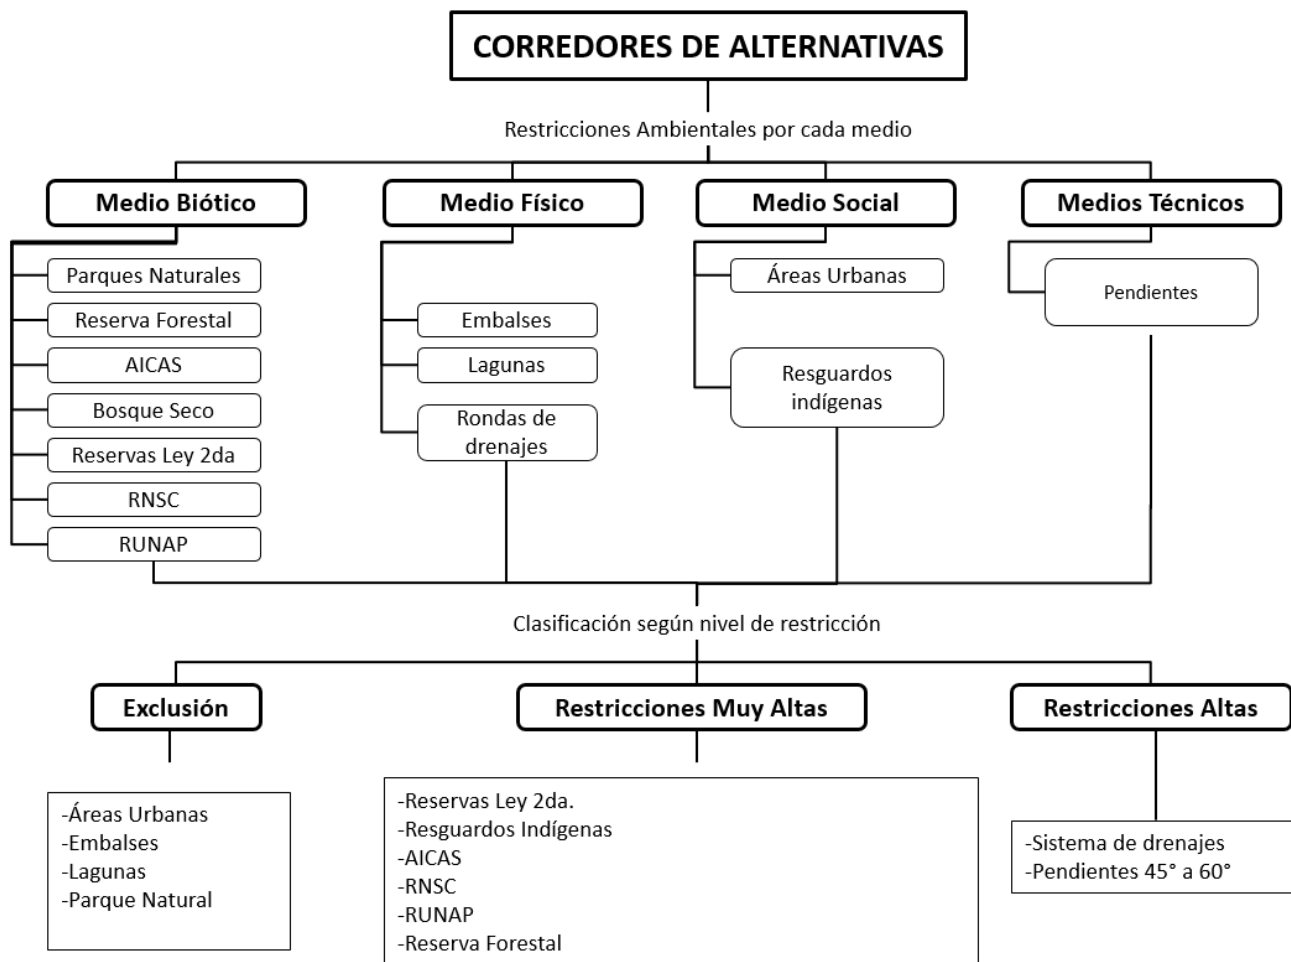 CORREDORES DE ALTERNATIVAS
Restricciones Ambientales por cada medio
Medio Biótico
Medio Físico
Medio Social
Medios Técnicos
Parques Naturales
Reserva Forestal
AICAS
Bosque Seco
Reservas Ley 2da
RNSC
RUNAP
Embalses
Lagunas
Rondas de
drenajes
Áreas Urbanas
Resguardos
indígenas
Pendientes
Clasificación según nivel de restricción
Exclusión
Restricciones Muy Altas
Restricciones Altas
-Áreas Urbanas
-Embalses
-Lagunas
-Parque Natural
-Reservas Ley 2da.
-Resguardos Indígenas
-AICAS
-RNSC
-RUNAP
-Reserva Forestal
-Sistema de drenajes
-Pendientes 45° a 60°